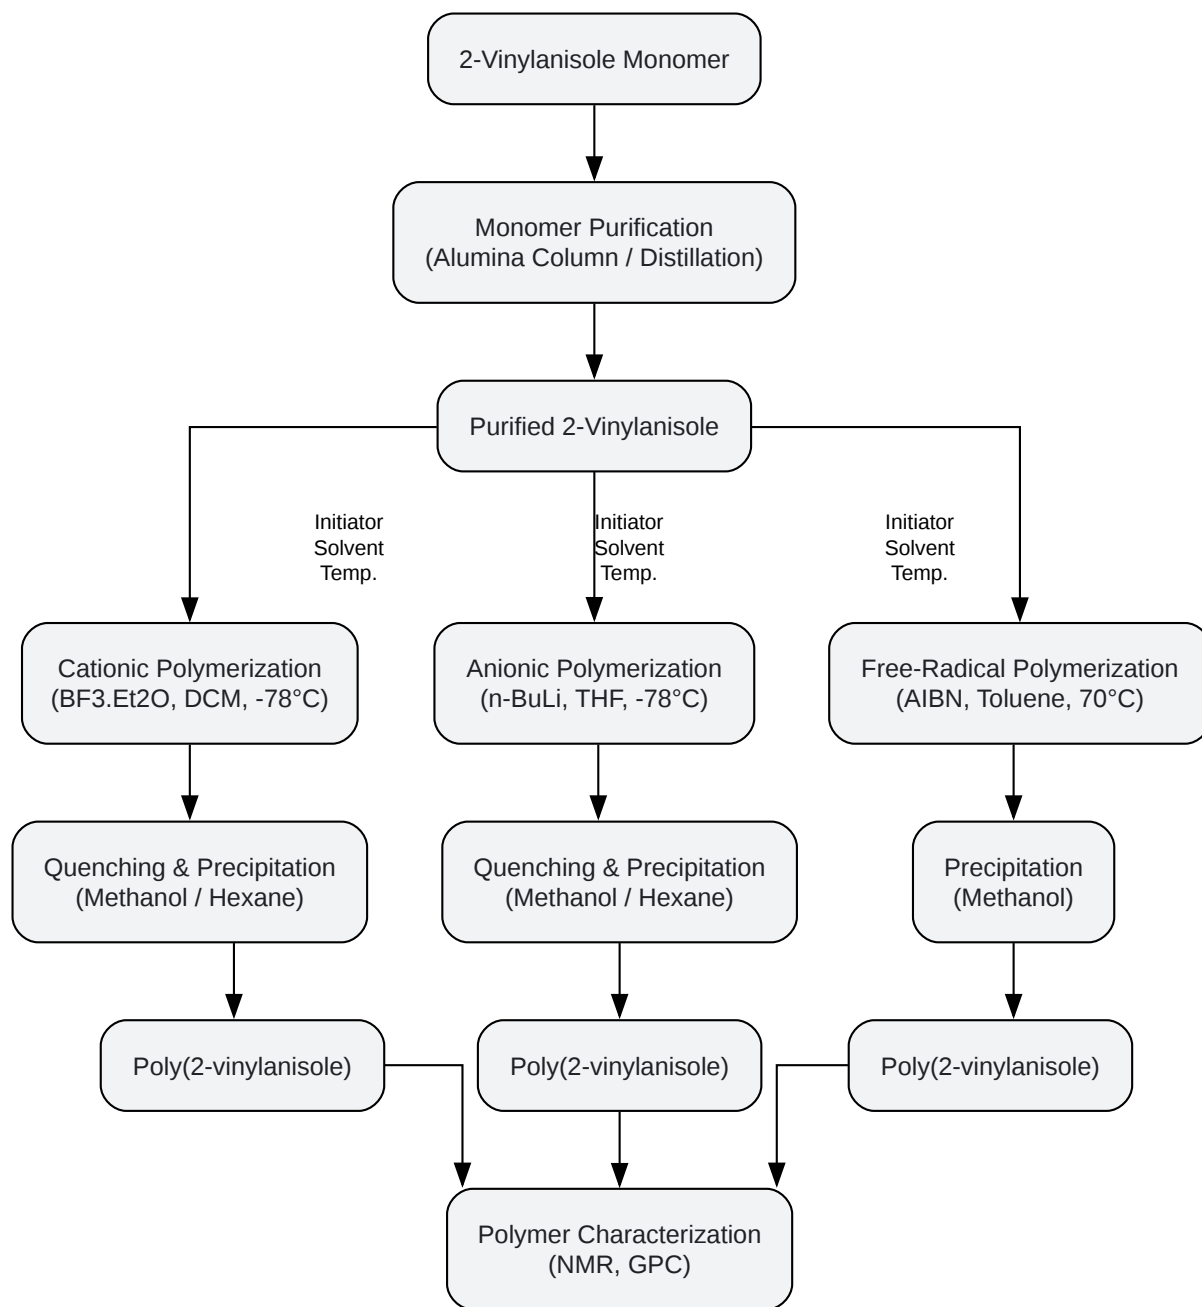 2-Vinylanisole Monomer
Monomer Purification
(Alumina Column / Distillation)
Purified 2-Vinylanisole
Initiator
Solvent
Temp.
Initiator
Solvent
Temp.
Initiator
Solvent
Temp.
Cationic Polymerization
(BF3.Et2O, DCM, -78°C)
Anionic Polymerization
(n-BuLi, THF, -78°C)
Free-Radical Polymerization
(AIBN, Toluene, 70°C)
Quenching & Precipitation
(Methanol / Hexane)
Quenching & Precipitation
(Methanol / Hexane)
Precipitation
(Methanol)
Poly(2-vinylanisole)
Poly(2-vinylanisole)
Poly(2-vinylanisole)
Polymer Characterization
(NMR, GPC)